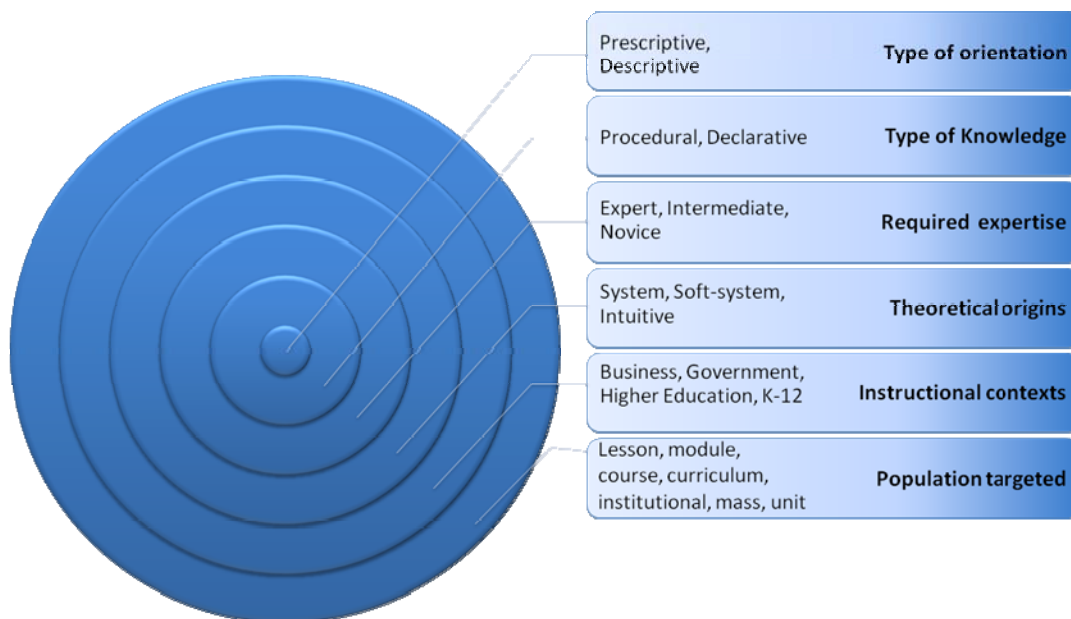 Prescriptive,
Descriptive
Type of orientation
Procedural, Declarative
Type of Knowledge
Expert, Intermediate,
Novice
Required expertise
System, Soft-system,
Intuitive
Theoretical origins
Business, Government,
Higher Education, K-12
Instructional contexts
Lesson, module,
course, curriculum,
institutional, mass, unit
Population targeted